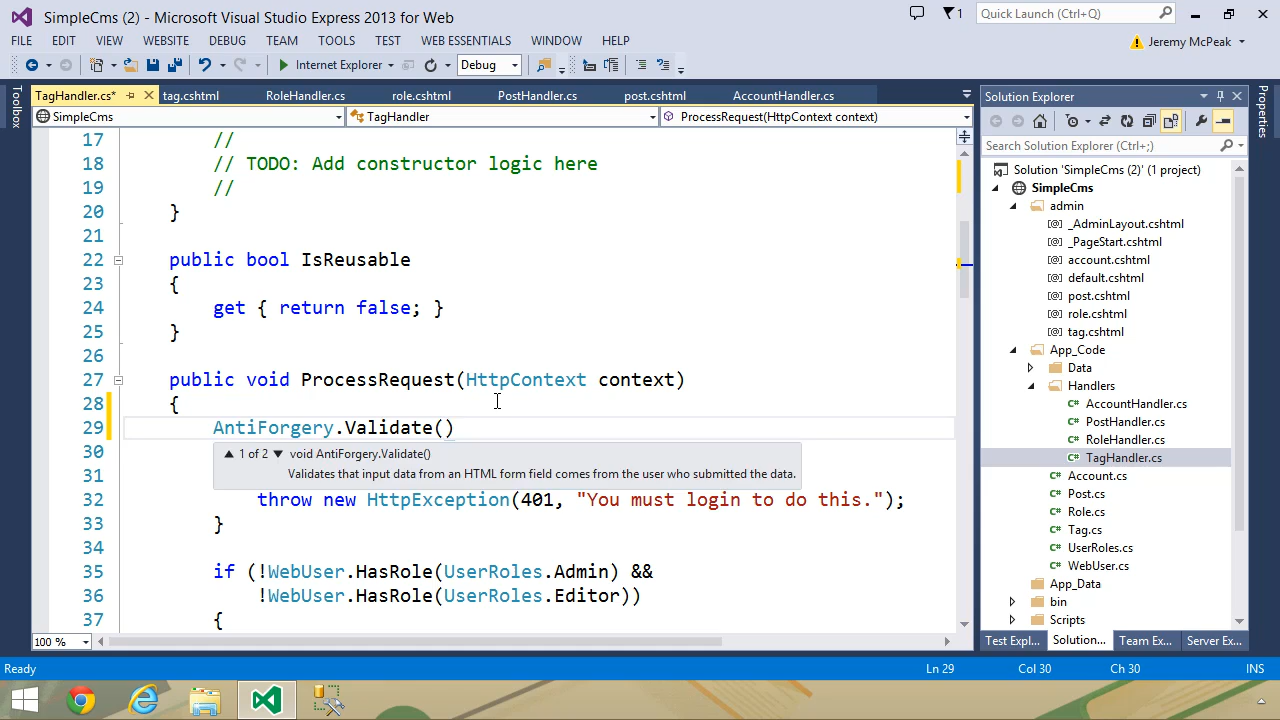 SimpleCms (2) - Microsoft Visual Studio Express 2013 for Web
1
Quick Launch (Ctrl+Q)
FILE EDIT VIEW WEBSITE DEBUG TEAM TOOLS TEST WEB ESSENTIALS WINDOW HELP
Jeremy McPeak
Internet Explorer
Debug
Toolbox
TagHandler.cs*
tag.cshtml
RoleHandler.cs
role.cshtml
PostHandler.cs
post.cshtml
AccountHandler.cs
SimpleCms
TagHandler
ProcessRequest(HttpContext context)
17 //
18 // TODO: Add constructor logic here
19 //
20 }
21
22 public bool IsReusable
23 {
24 get { return false; }
25 }
26
27 public void ProcessRequest(HttpContext context)
28 {
29 AntiForgery.Validate()
30
1 of 2 void AntiForgery.Validate()
31
Validates that input data from an HTML form field comes from the user who submitted the data.
32 throw new HttpException(401, "You must login to do this.");
33 }
34
35 if (!WebUser.HasRole(UserRoles.Admin) &&
36 !WebUser.HasRole(UserRoles.Editor))
37 {
100 %
Solution Explorer
Search Solution Explorer (Ctrl+;)
Solution 'SimpleCms (2)' (1 project)
SimpleCms
admin
_AdminLayout.cshtml
_PageStart.cshtml
account.cshtml
default.cshtml
post.cshtml
role.cshtml
tag.cshtml
App_Code
Data
Handlers
AccountHandler.cs
PostHandler.cs
RoleHandler.cs
TagHandler.cs
Account.cs
Post.cs
Role.cs
Tag.cs
UserRoles.cs
WebUser.cs
App_Data
bin
Scripts
Test Expl...
Solution...
Team Ex...
Server Ex...
Properties
Ready
Ln 29
Col 30
Ch 30
INS